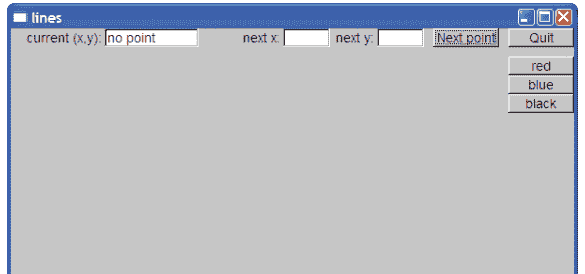 lines
current (x,y): no point next x: next y: Next point Quit
red
blue
black